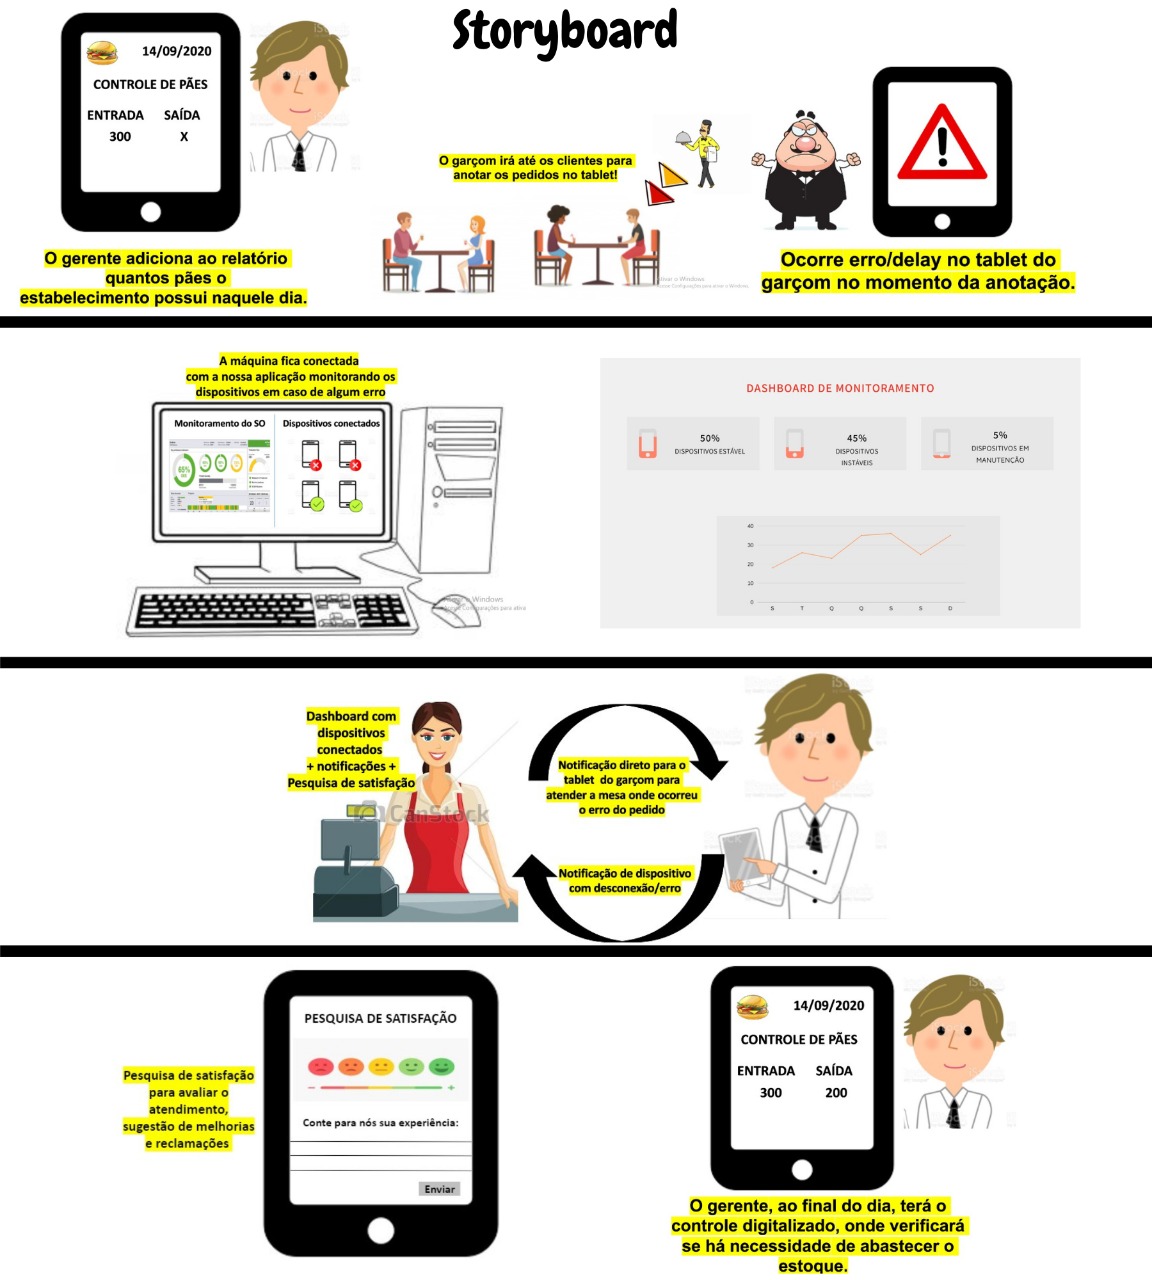 Storyboard
14/09/2020
CONTROLE DE PÃES
ENTRADA SAÍDA
300 X
O gerente adiciona ao relatório
quantos pães o
estabelecimento possui naquele dia.
O garçom irá até os clientes para
anotar os pedidos no tablet!
Ocorre erro/delay no tablet do
garçom no momento da anotação.
A máquina fica conectada
com a nossa aplicação monitorando os
dispositivos em caso de algum erro
Monitoramento do SO
Dispositivos conectados
65%
DASHBOARD DE MONITORAMENTO
50%
DISPOSITIVOS ESTÁVEL
45%
DISPOSITIVOS
INSTÁVEIS
5%
DISPOSITIVOS EM
MANUTENÇÃO
40
30
20
10
0
S T Q Q S S D
Dashboard com
dispositivos
conectados
+ notificações +
Pesquisa de satisfação
CanStock
Notificação direto para o
tablet do garçom para
atender a mesa onde ocorreu
o erro do pedido
Notificação de dispositivo
com desconexão/erro
Pesquisa de satisfação
para avaliar o
atendimento,
sugestão de melhorias
e reclamações
PESQUISA DE SATISFAÇÃO
- +
Conte para nós sua experiência:
Enviar
14/09/2020
CONTROLE DE PÃES
ENTRADA SAÍDA
300 200
O gerente, ao final do dia, terá o
controle digitalizado, onde verificará
se há necessidade de abastecer o
estoque.